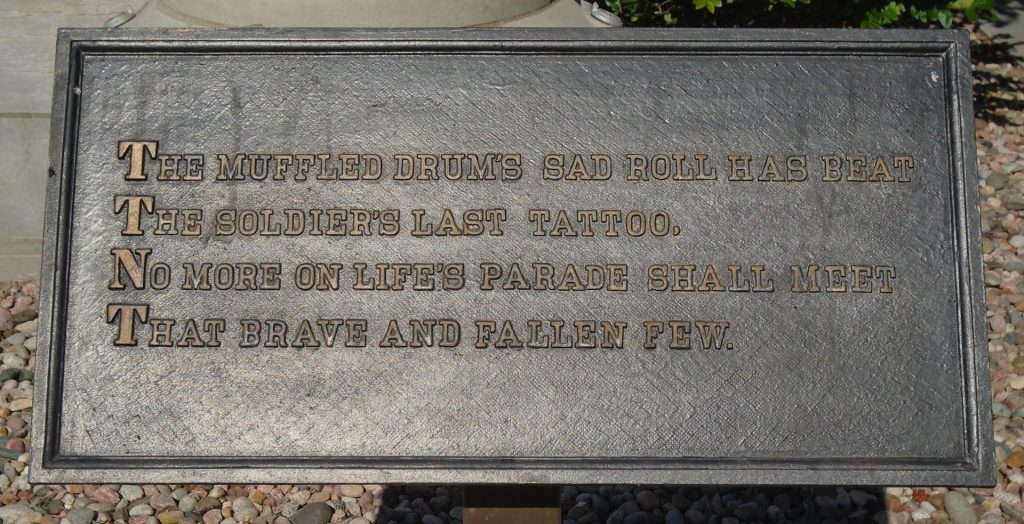 THE MUFFLED DRUM'S SAD ROLL HAS BEAT
THE SOLDIER'S LAST TATTOO.
NO MORE ON LIFE'S PARADE SHALL MEET
THAT BRAVE AND FALLEN FEW.